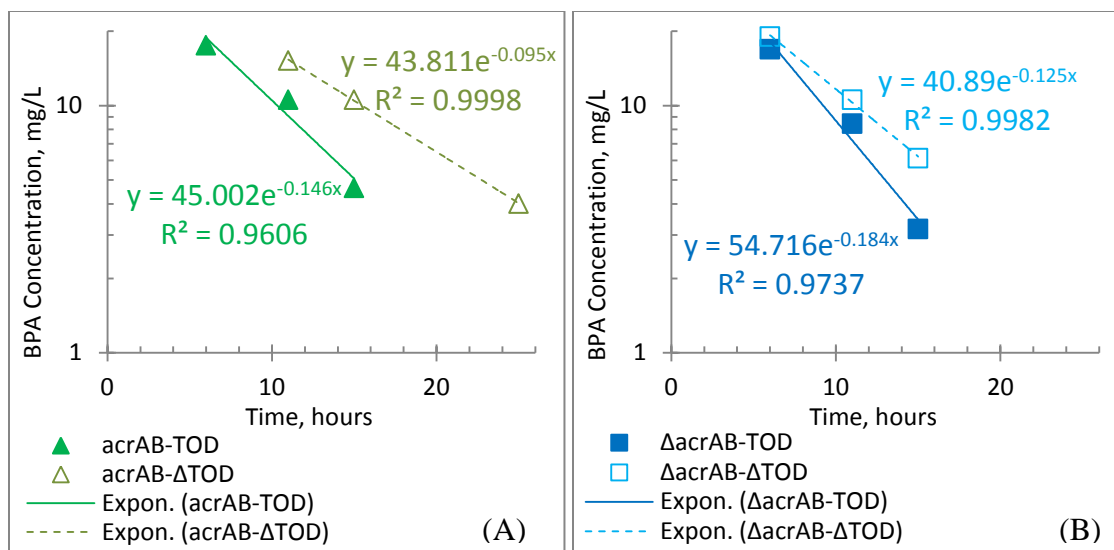 BPA Concentration, mg/L
10
1
0
10
20
Time, hours
y = 43.811e^-0.095x
R² = 0.9998
y = 45.002e^-0.146x
R² = 0.9606
acrAB-TOD
acrAB-ΔTOD
Expon. (acrAB-TOD)
Expon. (acrAB-ΔTOD)
(A)
BPA Concentration, mg/L
10
1
0
10
20
Time, hours
y = 40.89e^-0.125x
R² = 0.9982
y = 54.716e^-0.184x
R² = 0.9737
ΔacrAB-TOD
ΔacrAB-ΔTOD
Expon. (ΔacrAB-TOD)
Expon. (ΔacrAB-ΔTOD)
(B)